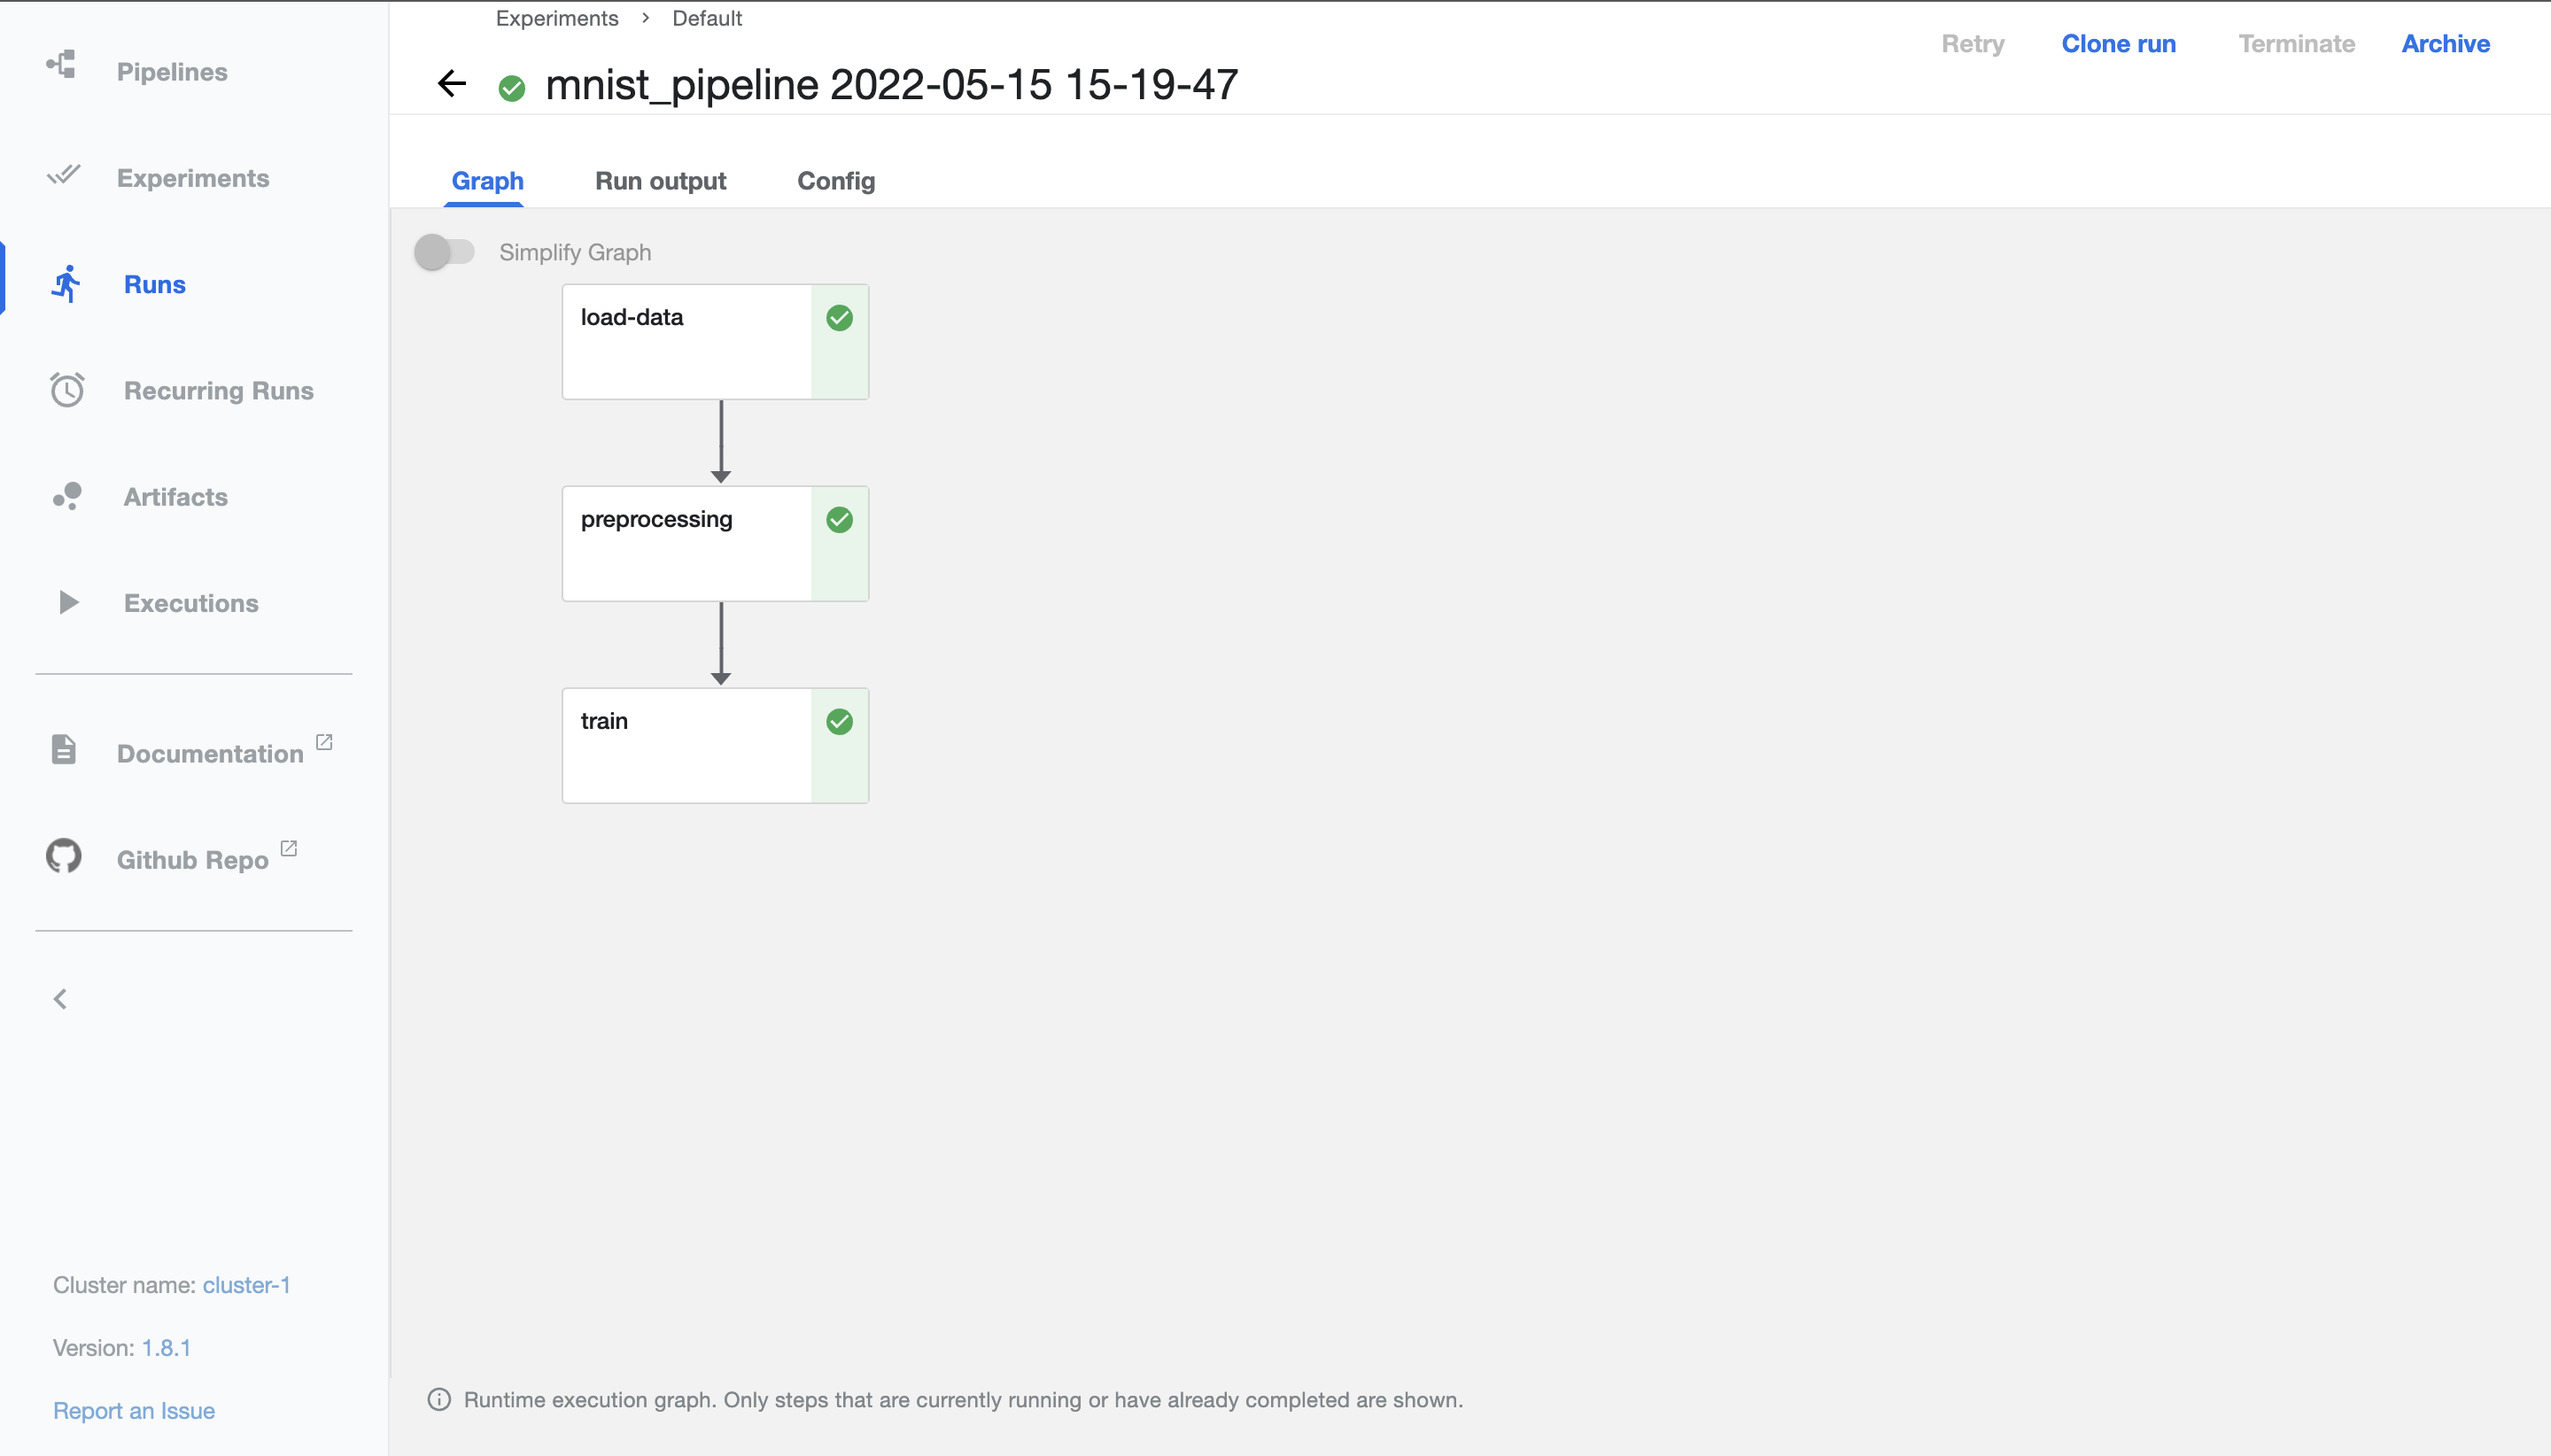 Pipelines
Experiments
Runs
Recurring Runs
Artifacts
Executions
Documentation
Github Repo
Cluster name: cluster-1
Version: 1.8.1
Report an Issue
Experiments > Default
mnist_pipeline 2022-05-15 15-19-47
Retry Clone run Terminate Archive
Graph Run output Config
Simplify Graph
load-data
preprocessing
train
Runtime execution graph. Only steps that are currently running or have already completed are shown.